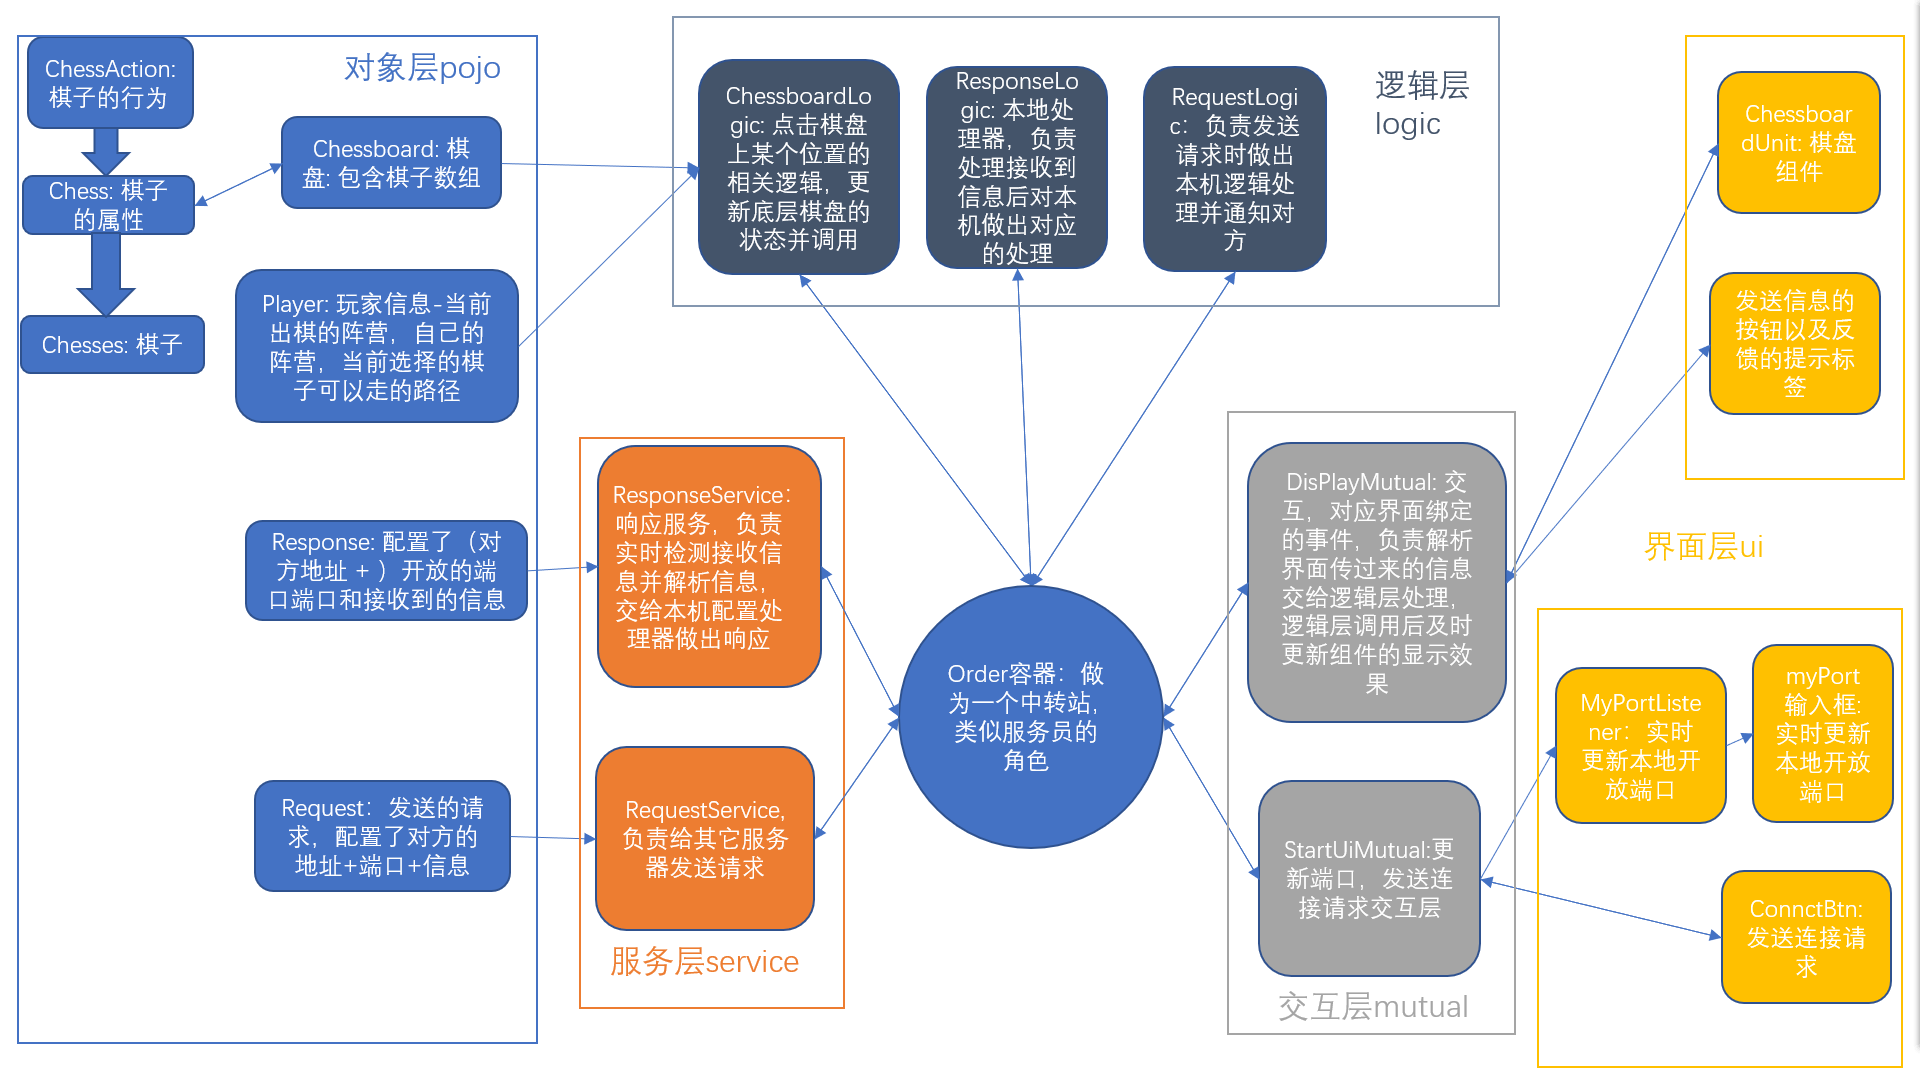 对象层pojo
ChessAction:
棋子的行为
Chess: 棋子
的属性
Chesses: 棋子
Chessboard: 棋
盘: 包含棋子数组
Player: 玩家信息-当前
出棋的阵营，自己的
阵营，当前选择的棋
子可以走的路径
Response: 配置了（对
方地址 + ）开放的端
口端口和接收到的信息
Request：发送的请
求，配置了对方的
地址+端口+信息
ChessboardLo
gic: 点击棋盘
上某个位置的
相关逻辑，更
新底层棋盘的
状态并调用
ResponseLo
gic: 本地处
理器，负责
处理接收到
信息后对本
机做出对应
的处理
RequestLogi
c：负责发送
请求时做出
本机逻辑处
理并通知对
方
逻辑层
logic
ResponseService：
响应服务，负责
实时检测接收信
息并解析信息，
交给本机配置处
理器做出响应
RequestService,
负责给其它服务
器发送请求
服务层service
Order容器：做
为一个中转站，
类似服务员的
角色
DisPlayMutual: 交
互，对应界面绑定
的事件，负责解析
界面传过来的信息
交给逻辑层处理，
逻辑层调用后及时
更新组件的显示效
果
StartUiMutual:更
新端口，发送连
接请求交互层
交互层mutual
Chessboar
dUnit: 棋盘
组件
发送信息的
按钮以及反
馈的提示标
签
界面层ui
MyPortListe
ner：实时
更新本地开
放端口
myPort
输入框:
实时更新
本地开放
端口
ConnctBtn:
发送连接请
求